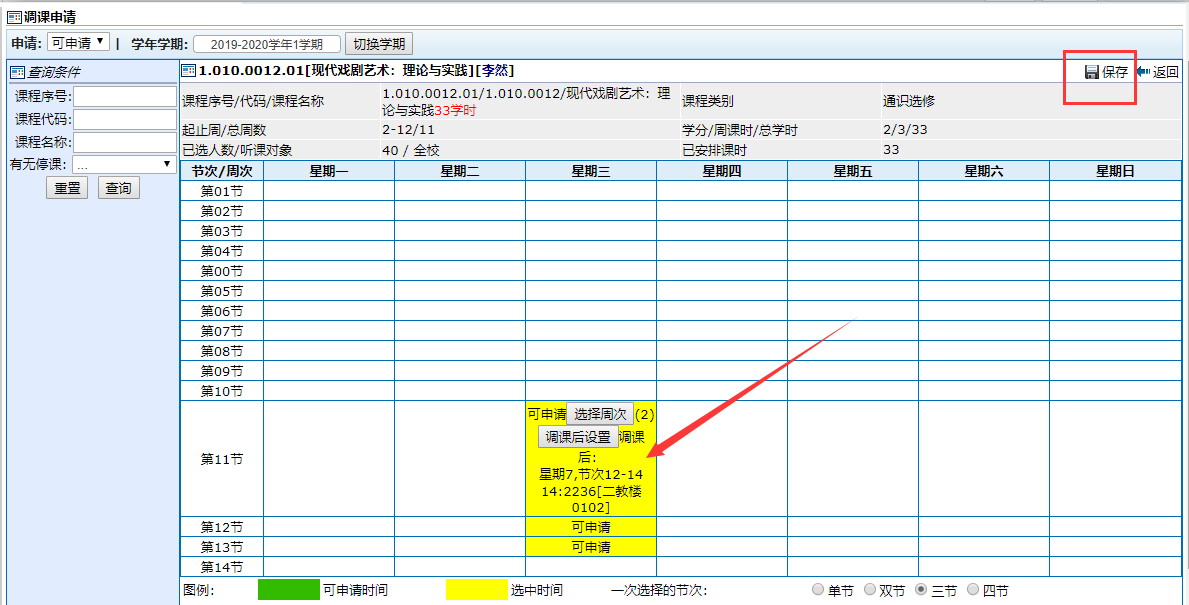 调课申请
申请: 可申请 | 学年学期: 2019-2020学年1学期 切换学期
查询条件
课程序号:
课程代码:
课程名称:
有无停课: ...
重置 查询
1.010.0012.01[现代戏剧艺术：理论与实践][李然] 保存 返回
课程序号/代码/课程名称 1.010.0012.01/1.010.0012/现代戏剧艺术：理论与实践33学时 课程类别 通识选修
起止周/总周数 2-12/11 学分/周课时/总学时 2/3/33
已选人数/听课对象 40 / 全校 已安排课时 33
节次/周次 星期一 星期二 星期三 星期四 星期五 星期六 星期日
第01节
第02节
第03节
第04节
第00节
第05节
第06节
第07节
第08节
第09节
第10节
第11节
可申请 选择周次 (2)
调课后设置 调课
后:
星期7,节次12-14
14:2236[二教楼
0102]
第12节 可申请
第13节 可申请
第14节
图例: 可申请时间 选中时间 一次选择的节次: 单节 双节 三节 四节